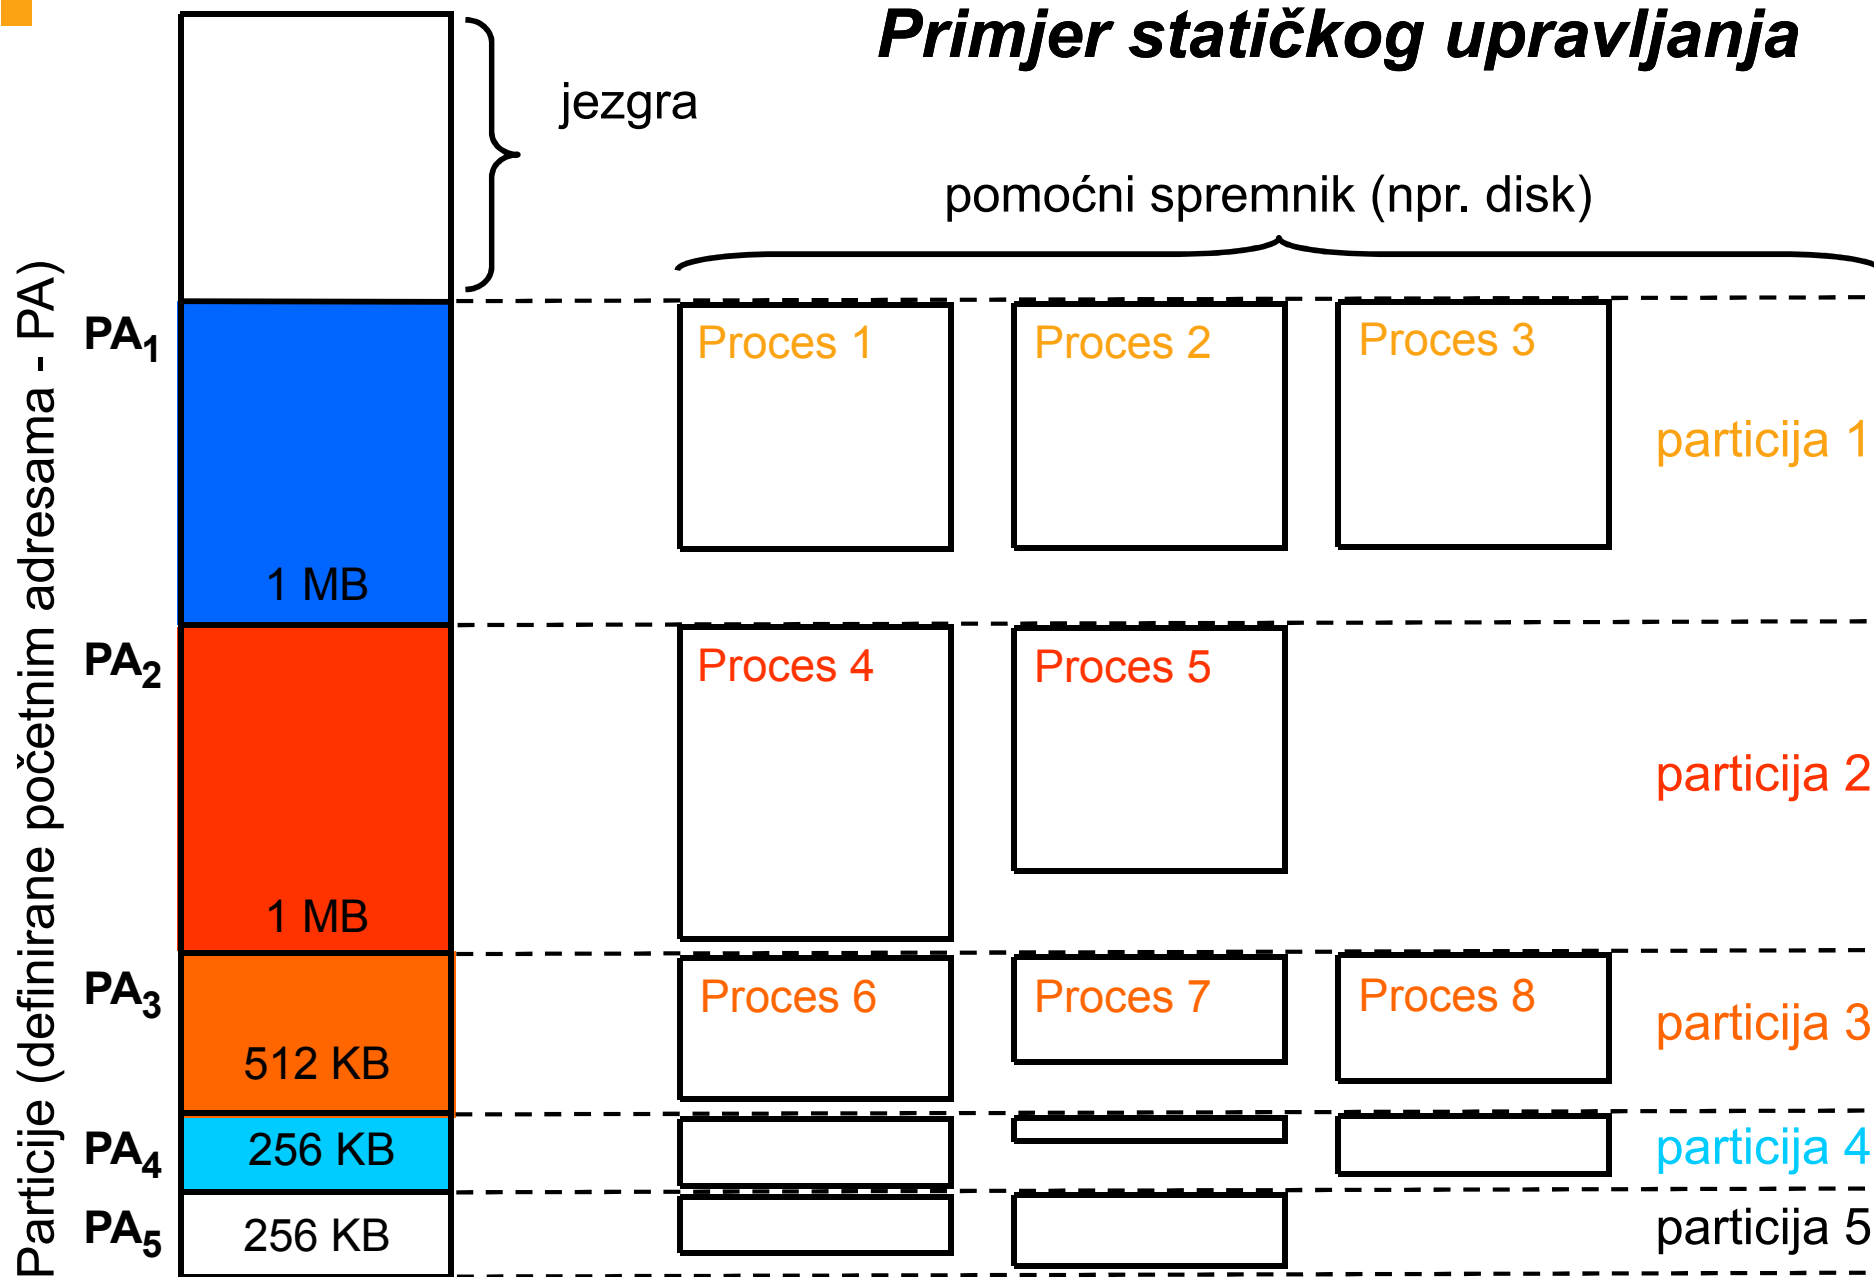 Primjer statičkog upravljanja
jezgra
pomoćni spremnik (npr. disk)
Particije (definirane početnim adresama - PA)
PA1
1 MB
Proces 1
Proces 2
Proces 3
particija 1
PA2
1 MB
Proces 4
Proces 5
particija 2
PA3
512 KB
Proces 6
Proces 7
Proces 8
particija 3
PA4
256 KB
particija 4
PA5
256 KB
particija 5